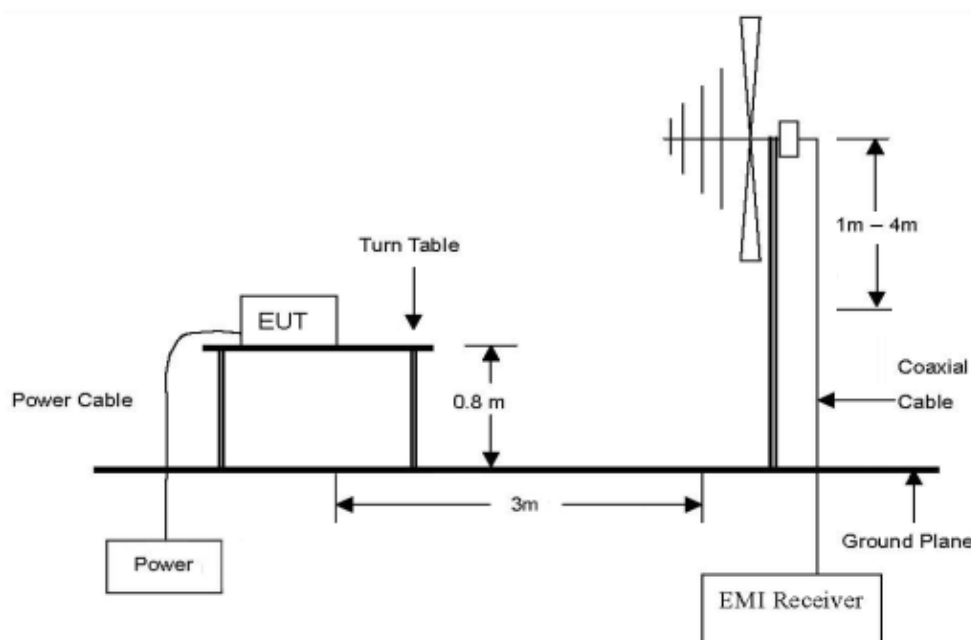 1m – 4m
Turn Table
EUT
Coaxial
Cable
Power Cable
0.8 m
3m
Ground Plane
Power
EMI Receiver